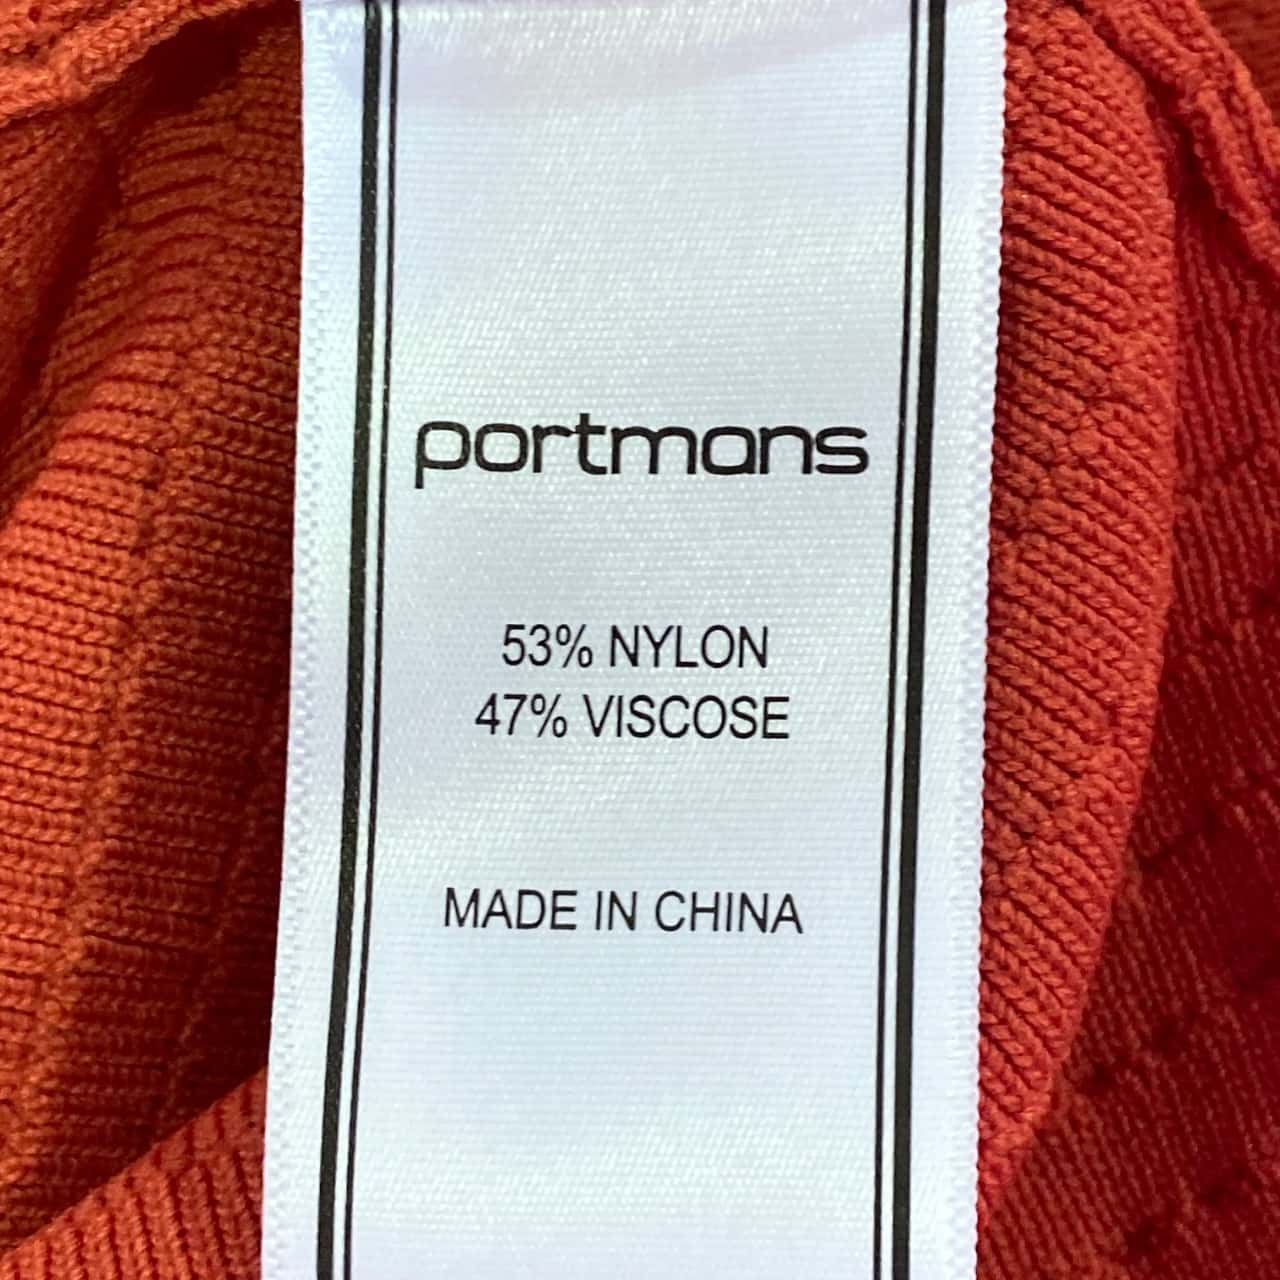 portmans
53% NYLON
47% VISCOSE
MADE IN CHINA